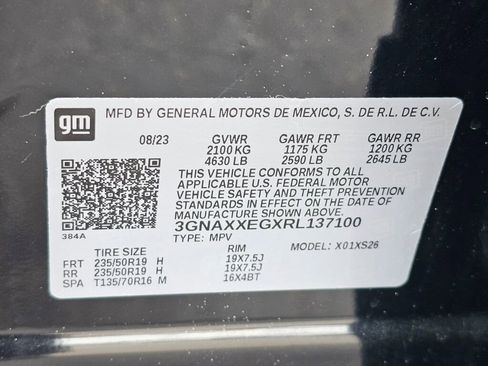 gm
MFD BY GENERAL MOTORS DE MEXICO, S. DE R.L. DE C.V.
08/23 GVWR GAWR FRT GAWR RR
2100 KG 1175 KG 1200 KG
4630 LB 2590 LB 2645 LB
THIS VEHICLE CONFORMS TO ALL
APPLICABLE U.S. FEDERAL MOTOR
VEHICLE SAFETY AND THEFT PREVENTION
STANDARDS IN EFFECT ON THE DATE OF
MANUFACTURE SHOWN ABOVE.
3GNAXXEGXRL137100
384A
TYPE: MPV MODEL: X01XS26
TIRE SIZE RIM
FRT 235/50R19 H 19X7.5J
RR 235/50R19 H 19X7.5J
SPA T135/70R16 M 16X4BT